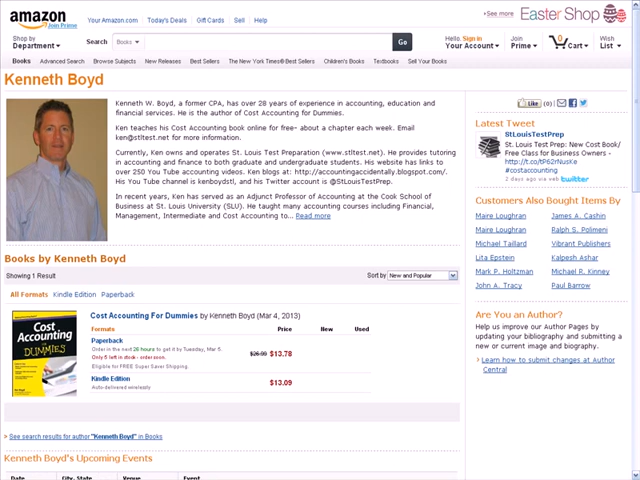 amazon
Join Prime
Your Amazon.com Today's Deals Gift Cards Sell Help
See more Easter Shop
Shop by Department
Search Books Go
Hello. Sign in Your Account
Join Prime
0 Cart
Wish List
Books Advanced Search Browse Subjects New Releases Best Sellers The New York Times® Best Sellers Children's Books Textbooks Sell Your Books
Kenneth Boyd
Kenneth W. Boyd, a former CPA, has over 28 years of experience in accounting, education and
financial services. He is the author of Cost Accounting for Dummies.
Ken teaches his Cost Accounting book online for free- about a chapter each week. Email
ken@stltest.net for more information.
Currently, Ken owns and operates St. Louis Test Preparation (www.stltest.net). He provides tutoring
in accounting and finance to both graduate and undergraduate students. His website has links to
over 250 You Tube accounting videos. Ken blogs at: http://accountingaccidentally.blogspot.com/.
His You Tube channel is kenboydstl, and his Twitter account is @StLouisTestPrep.
In recent years, Ken has served as an Adjunct Professor of Accounting at the Cook School of
Business at St. Louis University (SLU). He taught many accounting courses including Financial,
Management, Intermediate and Cost Accounting to... Read more
Like (0)
Latest Tweet
StLouisTestPrep
St. Louis Test Prep: New Cost Book/
Free Class for Business Owners -
http://t.co/tP62rNusKe
#costaccounting
2 days ago via web twitter
Customers Also Bought Items By
Maire Loughran James A. Cashin
Maire Loughran Ralph S. Polimeni
Michael Taillard Vibrant Publishers
Lita Epstein Kalpesh Ashar
Mark P. Holtzman Michael R. Kinney
John A. Tracy Paul Barrow
Are You an Author?
Help us improve our Author Pages by
updating your bibliography and submitting a
new or current image and biography.
Learn how to submit changes at Author
Central
Books by Kenneth Boyd
Showing 1 Result Sort by New and Popular
All Formats Kindle Edition Paperback
Cost
Accounting
FOR
DUMMIES
Cost Accounting For Dummies by Kenneth Boyd (Mar 4, 2013)
Formats Price New Used
Paperback
Order in the next 26 hours to get it by Tuesday, Mar 5.
Only 5 left in stock - order soon.
Eligible for FREE Super Saver Shipping.
$26.99 $13.78
Kindle Edition
Auto-delivered wirelessly
$13.09
See search results for author "Kenneth Boyd" in Books
Kenneth Boyd's Upcoming Events
Date City, State Venue Event